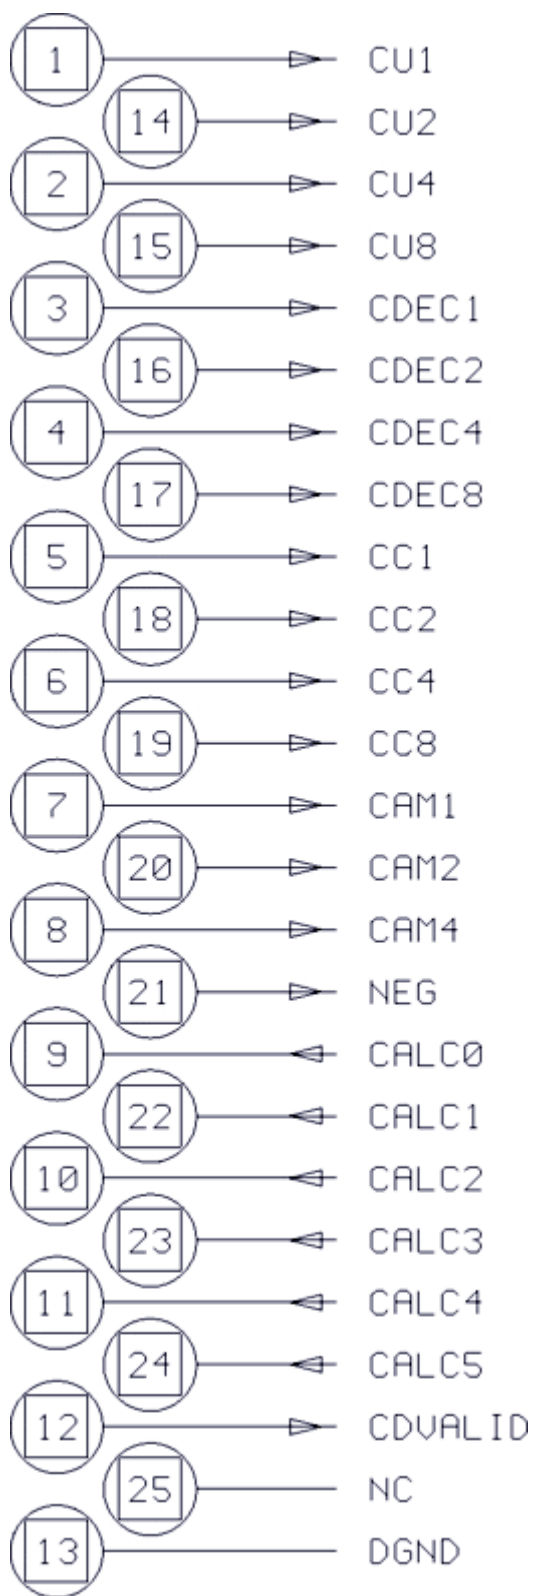 1 CU1
14 CU2
2 CU4
15 CU8
3 CDEC1
16 CDEC2
4 CDEC4
17 CDEC8
5 CC1
18 CC2
6 CC4
19 CC8
7 CAM1
20 CAM2
8 CAM4
21 NEG
9 CALC0
22 CALC1
10 CALC2
23 CALC3
11 CALC4
24 CALC5
12 CDVALID
25 NC
13 DGND